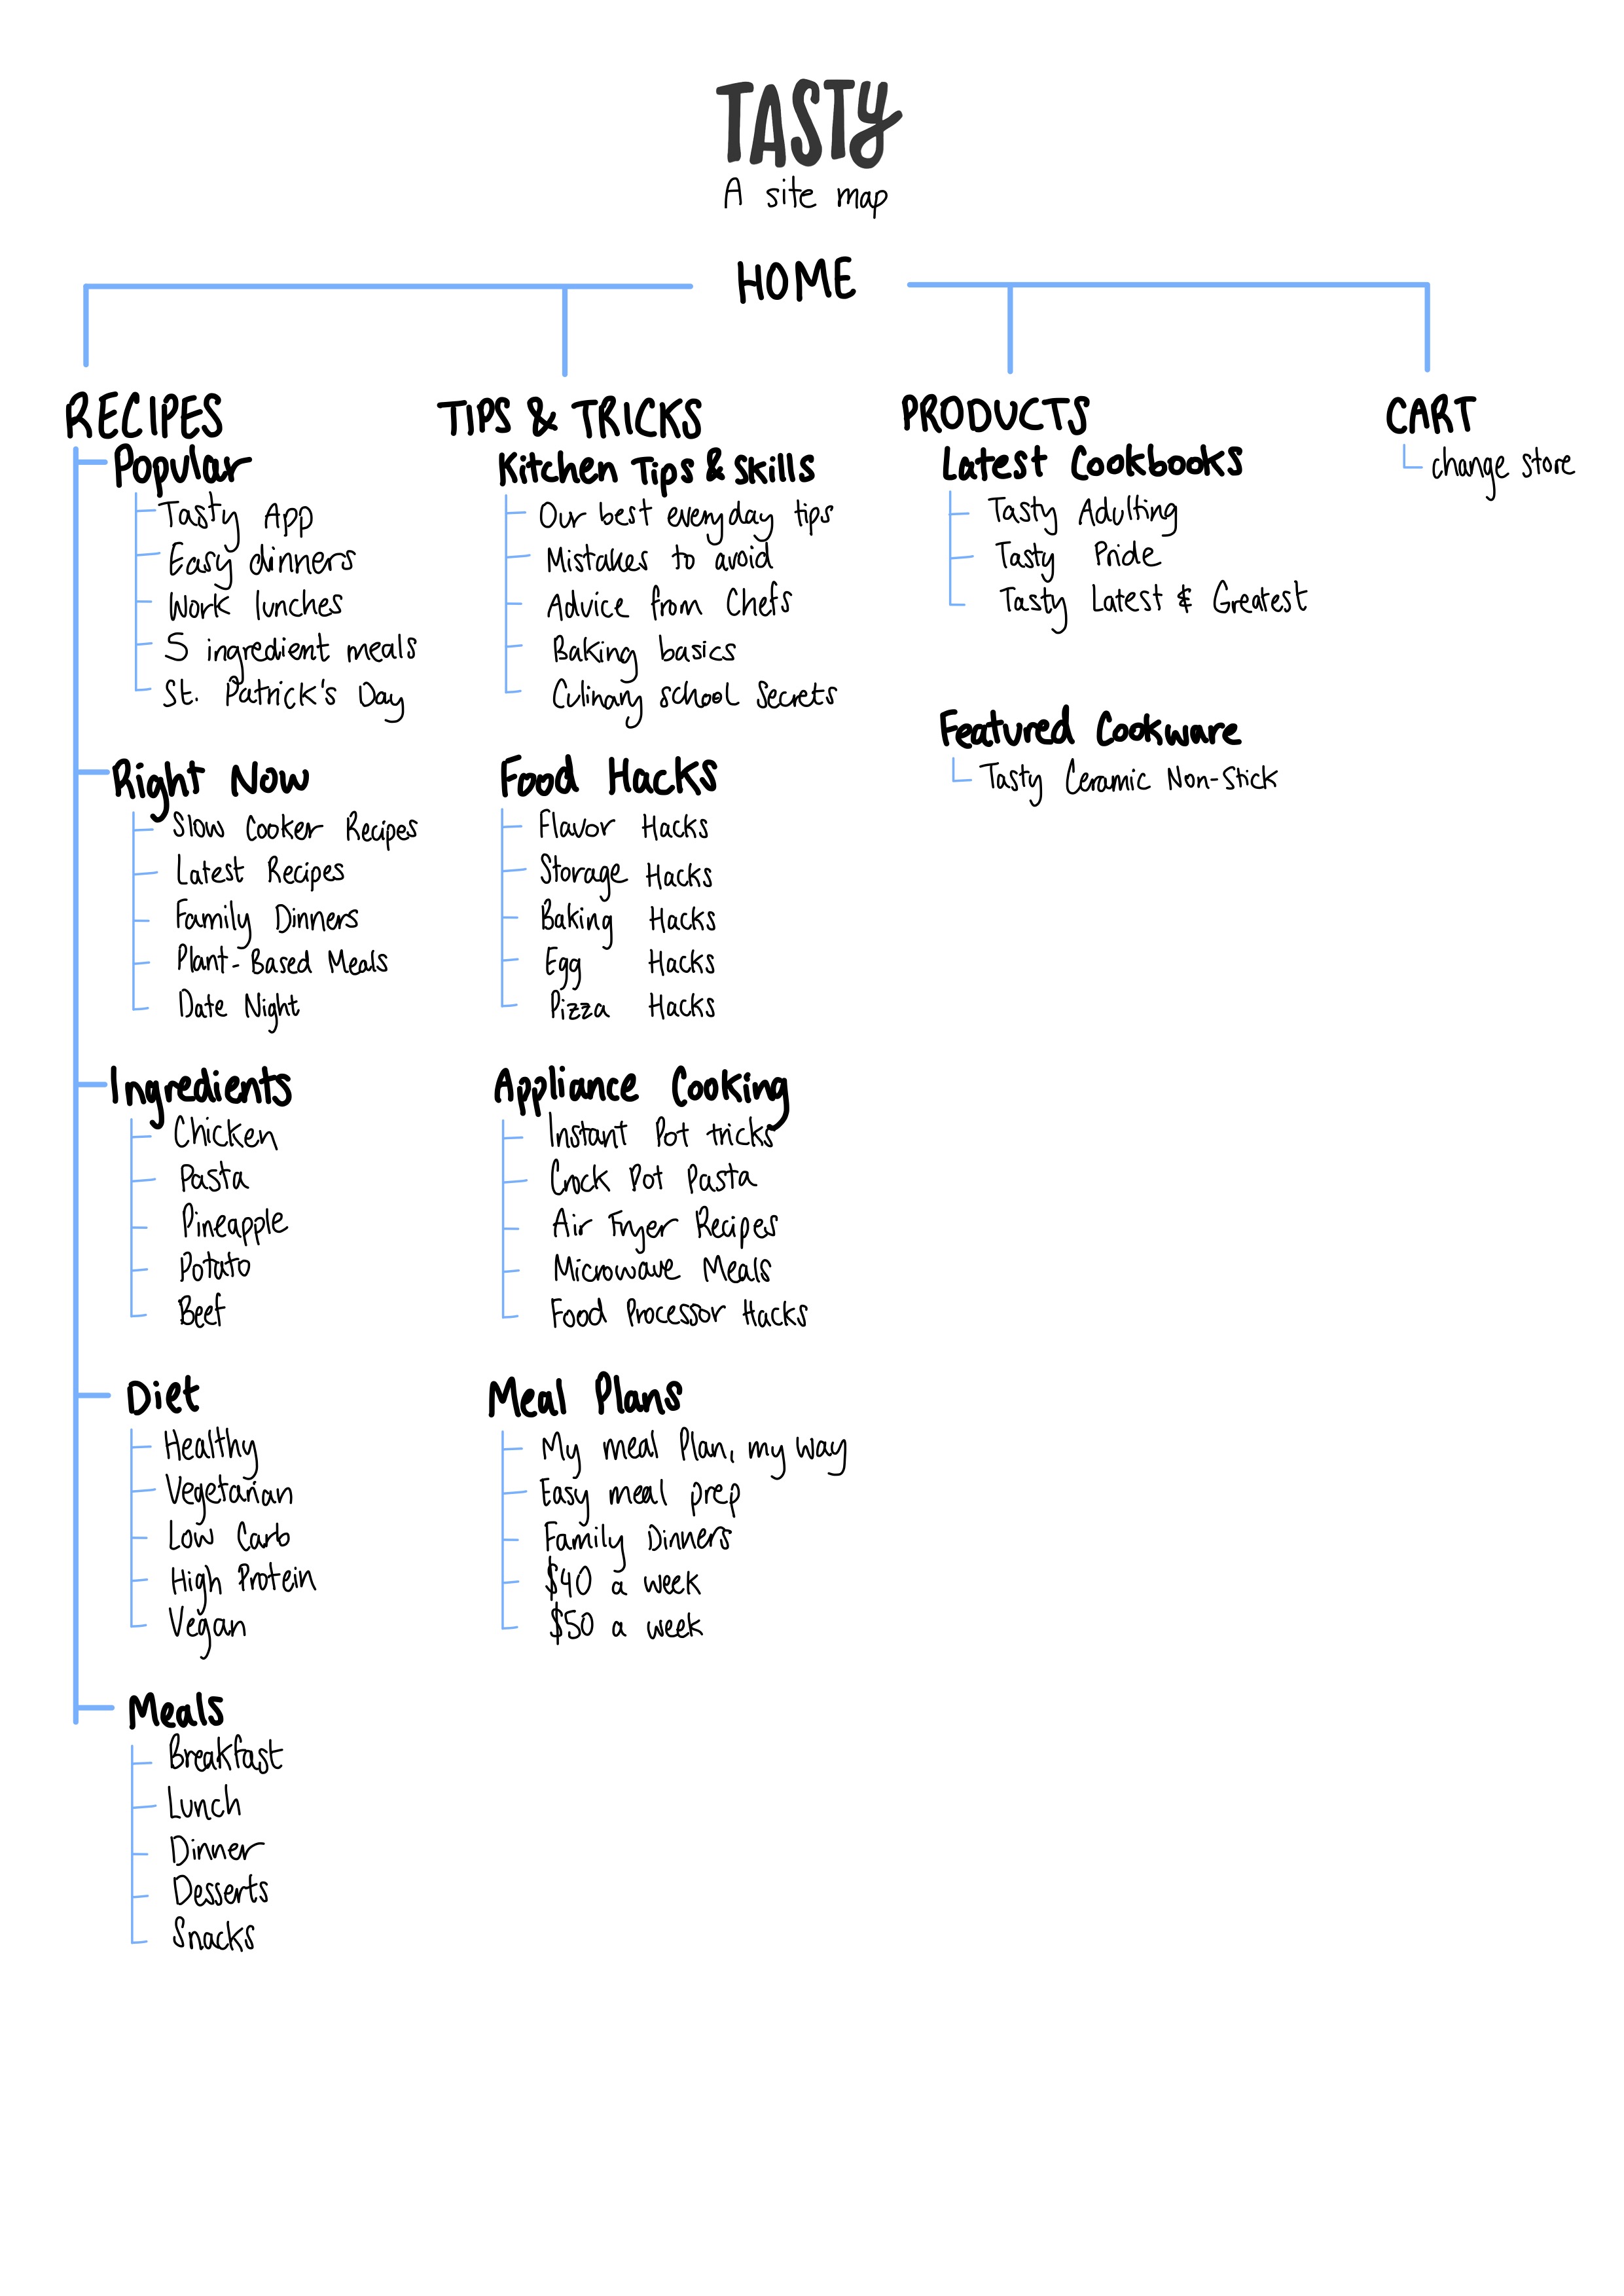 TASTY
A site map
HOME
RECIPES
Popular
Tasty App
Easy dinners
Work lunches
5 ingredient meals
St. Patrick's Day
Right Now
Slow Cooker Recipes
Latest Recipes
Family Dinners
Plant-Based Meals
Date Night
Ingredients
Chicken
Pasta
Pineapple
Potato
Beef
Diet
Healthy
Vegetarian
Low Carb
High Protein
Vegan
Meals
Breakfast
Lunch
Dinner
Desserts
Snacks
TIPS & TRICKS
Kitchen Tips & Skills
Our best everyday tips
Mistakes to avoid
Advice from Chefs
Baking basics
Culinary school Secrets
Food Hacks
Flavor Hacks
Storage Hacks
Baking Hacks
Egg Hacks
Pizza Hacks
Appliance Cooking
Instant Pot tricks
Crock Pot Pasta
Air Fryer Recipes
Microwave Meals
Food Processor Hacks
Meal Plans
My meal Plan, my way
Easy meal prep
Family Dinners
$40 a week
$50 a week
PRODUCTS
Latest Cookbooks
Tasty Adulting
Tasty Pride
Tasty Latest & Greatest
Featured Cookware
Tasty Ceramic Non-Stick
CART
change store